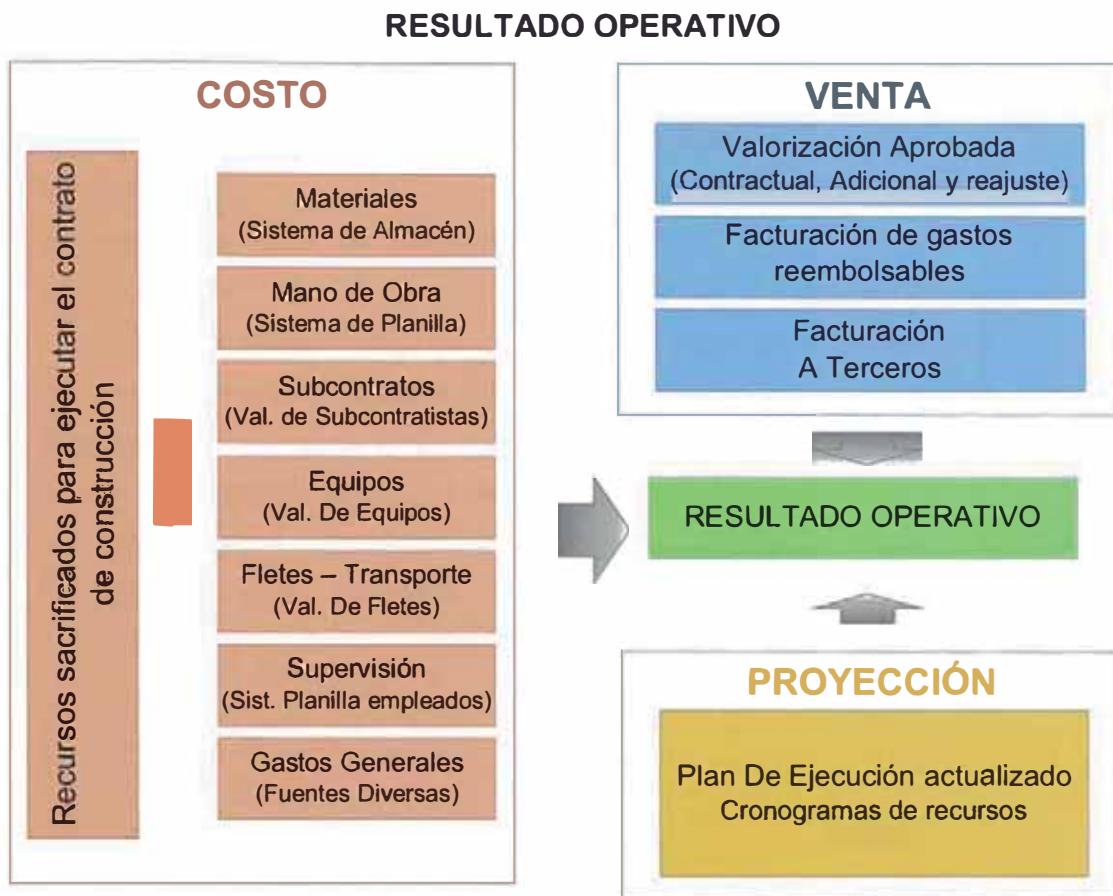 RESULTADO OPERATIVO
COSTO
Recursos sacrificados para ejecutar el contrato
de construcción
Materiales
(Sistema de Almacén)
Mano de Obra
(Sistema de Planilla)
Subcontratos
(Val. de Subcontratistas)
Equipos
(Val. De Equipos)
Fletes – Transporte
(Val. De Fletes)
Supervisión
(Sist. Planilla empleados)
Gastos Generales
(Fuentes Diversas)
VENTA
Valorización Aprobada
(Contractual, Adicional y reajuste)
Facturación de gastos
reembolsables
Facturación
A Terceros
RESULTADO OPERATIVO
PROYECCIÓN
Plan De Ejecución actualizado
Cronogramas de recursos